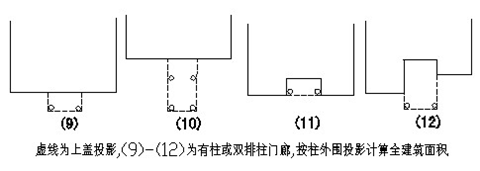 (9) (10) (11) (12)
虚线为上盖投影,(9)-(12)为有柱或双排柱门廊,按柱外围投影计算全建筑面积.